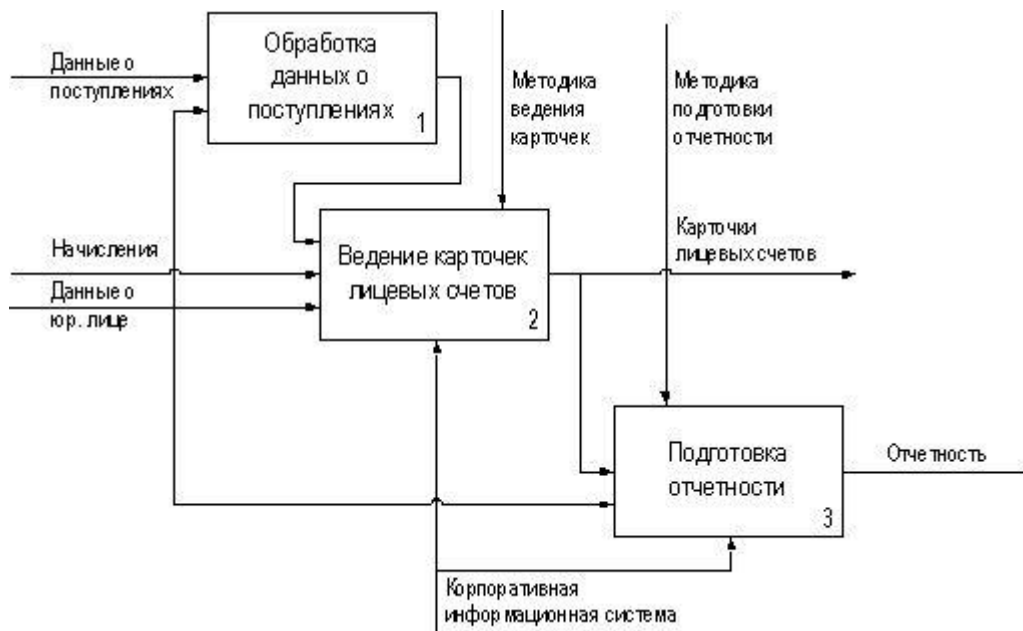 Обработка
данных о
поступлениях
1
Данные о
поступлениях
Методика
ведения
карточек
Методика
подготовки
отчетности
Начисления
Данные о
юр. лице
Ведение карточек
лицевых счетов
2
Карточки
лицевых счетов
Подготовка
отчетности
3
Отчетность
Корпоративная
информационная система